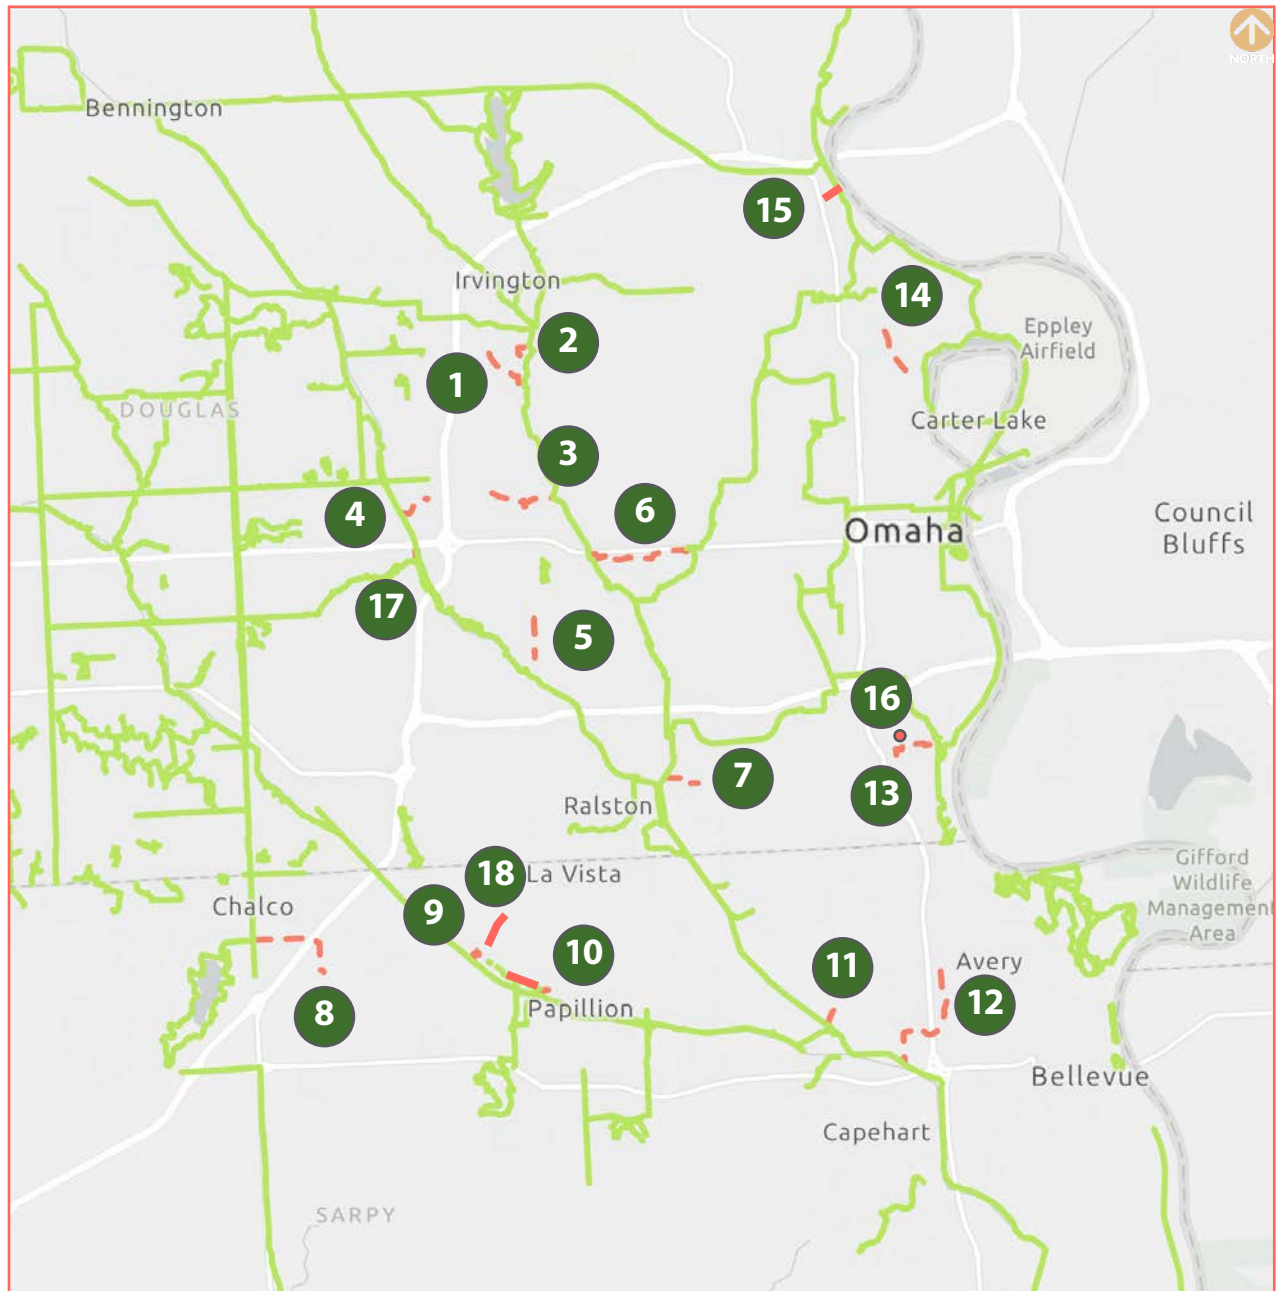 NORTH
Bennington
15
Irvington
14
2
Eppley
Airfield
1
DOUGLAS
Carter Lake
3
4
6
Omaha
Council
Bluffs
17
5
16
7
13
Ralston
18
La Vista
Gifford
Wildlife
Management
Area
Chalco
9
10
11
Avery
12
8
Papillion
Bellevue
Capehart
SARPY